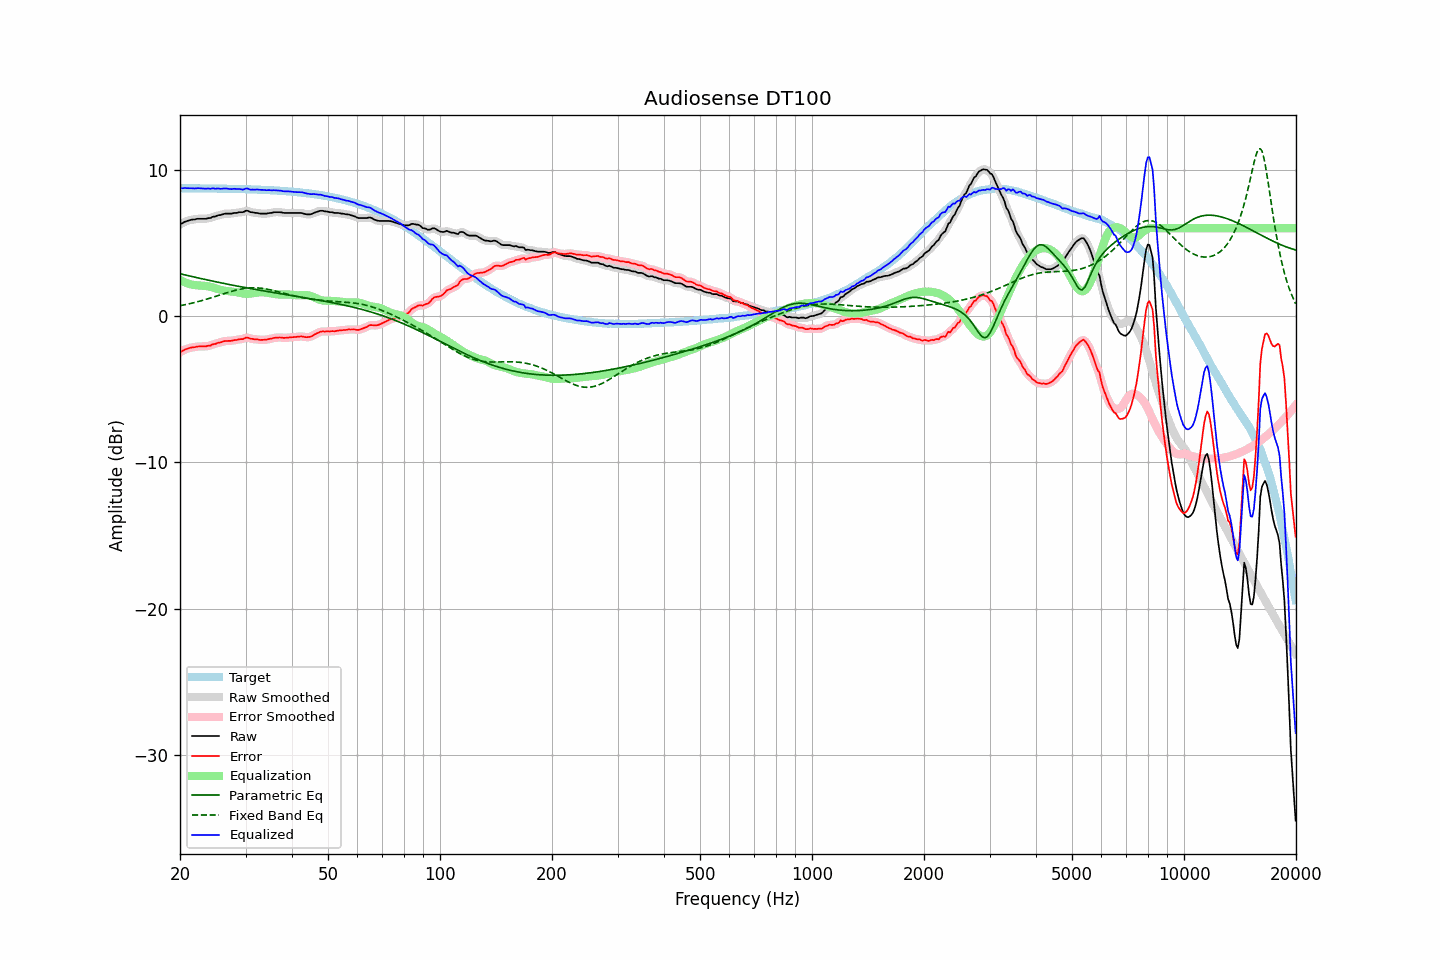 Audiosense DT100
Amplitude (dBr)
10
0
−10
−20
−30
Target
Raw Smoothed
Error Smoothed
Raw
Error
Equalization
Parametric Eq
Fixed Band Eq
Equalized
20 50 100 200 500 1000 2000 5000 10000 20000
Frequency (Hz)